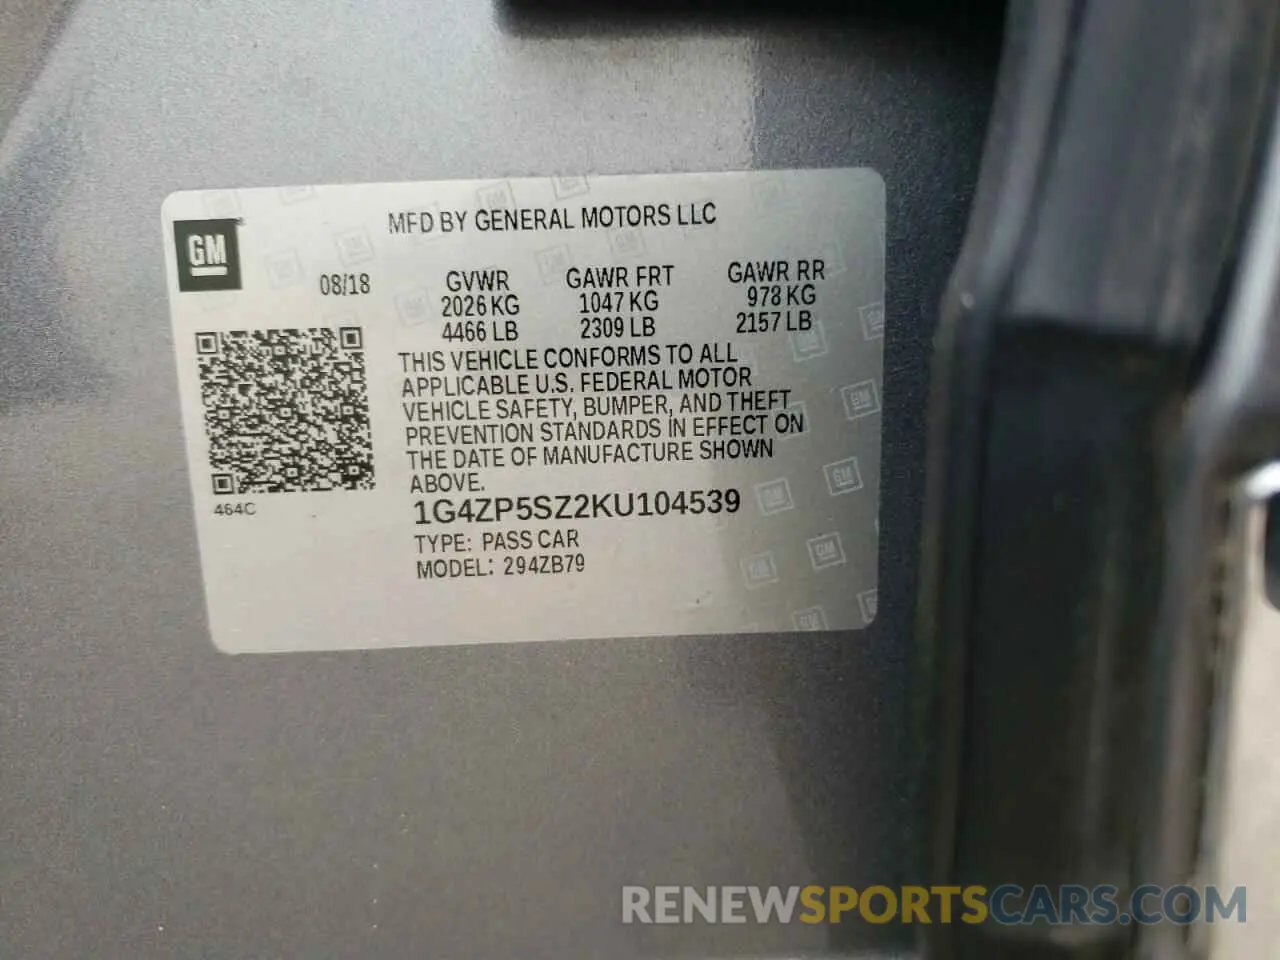 GM
MFD BY GENERAL MOTORS LLC
08/18
GVWR GAWR FRT GAWR RR
2026 KG 1047 KG 978 KG
4466 LB 2309 LB 2157 LB
THIS VEHICLE CONFORMS TO ALL
APPLICABLE U.S. FEDERAL MOTOR
VEHICLE SAFETY, BUMPER, AND THEFT
PREVENTION STANDARDS IN EFFECT ON
THE DATE OF MANUFACTURE SHOWN
ABOVE.
464C
1G4ZP5SZ2KU104539
TYPE: PASS CAR
MODEL: 294ZB79
RENEWSPORTSCARS.COM